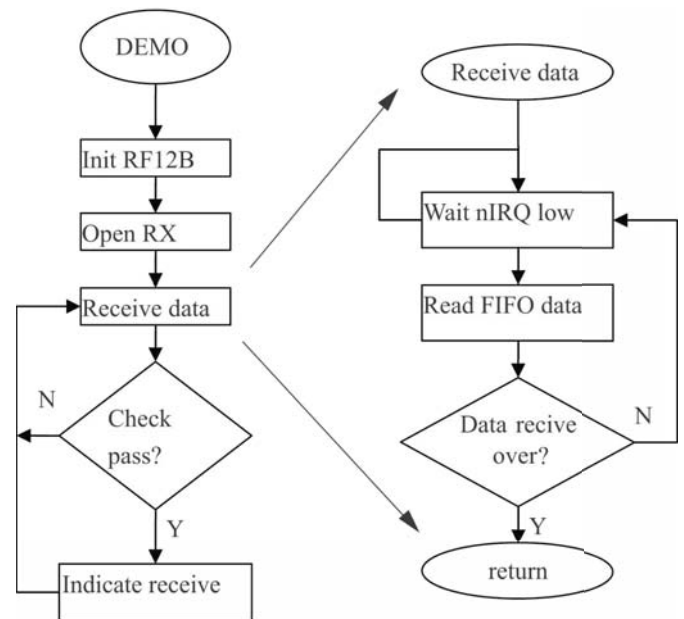 DEMO
Init RF12B
Open RX
Receive data
N
Check
pass?
Y
Indicate receive
Receive data
Wait nIRQ low
Read FIFO data
Data recive
over?
N
Y
return